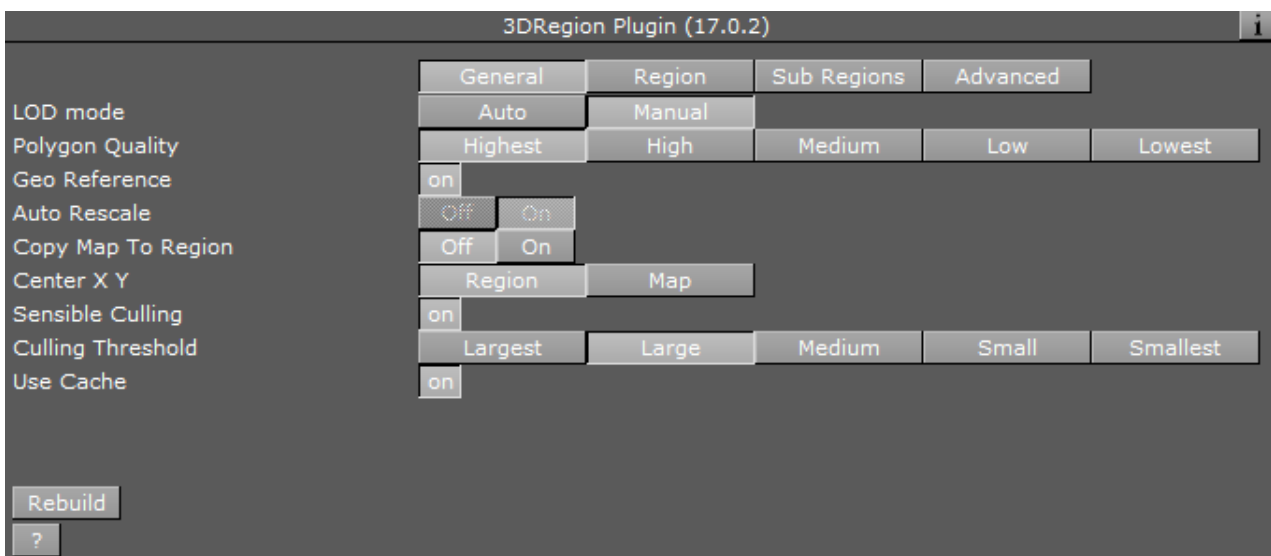 3DRegion Plugin (17.0.2) i
General Region Sub Regions Advanced
LOD mode Auto Manual
Polygon Quality Highest High Medium Low Lowest
Geo Reference on
Auto Rescale Off On
Copy Map To Region Off On
Center X Y Region Map
Sensible Culling on
Culling Threshold Largest Large Medium Small Smallest
Use Cache on
Rebuild
?